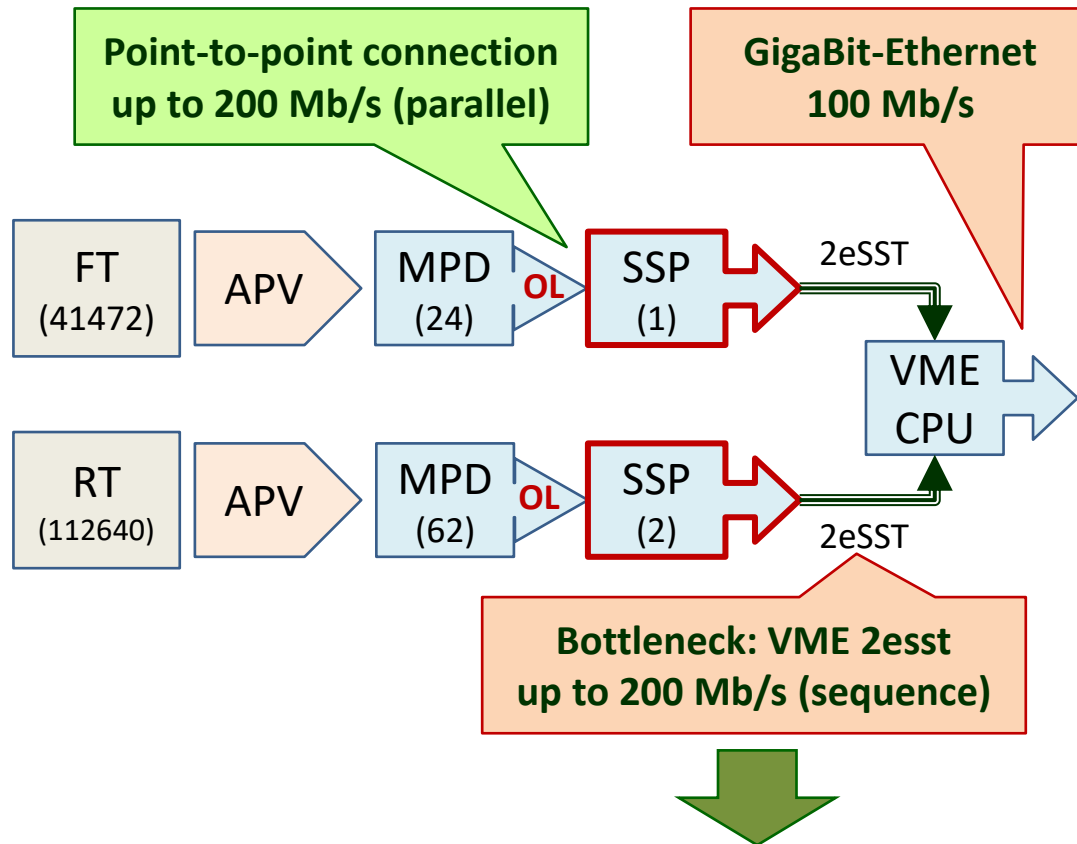 Point-to-point connection
up to 200 Mb/s (parallel)
GigaBit-Ethernet
100 Mb/s
FT
(41472)
APV
MPD
(24)
OL
SSP
(1)
2eSST
VME
CPU
RT
(112640)
APV
MPD
(62)
OL
SSP
(2)
2eSST
Bottleneck: VME 2esst
up to 200 Mb/s (sequence)